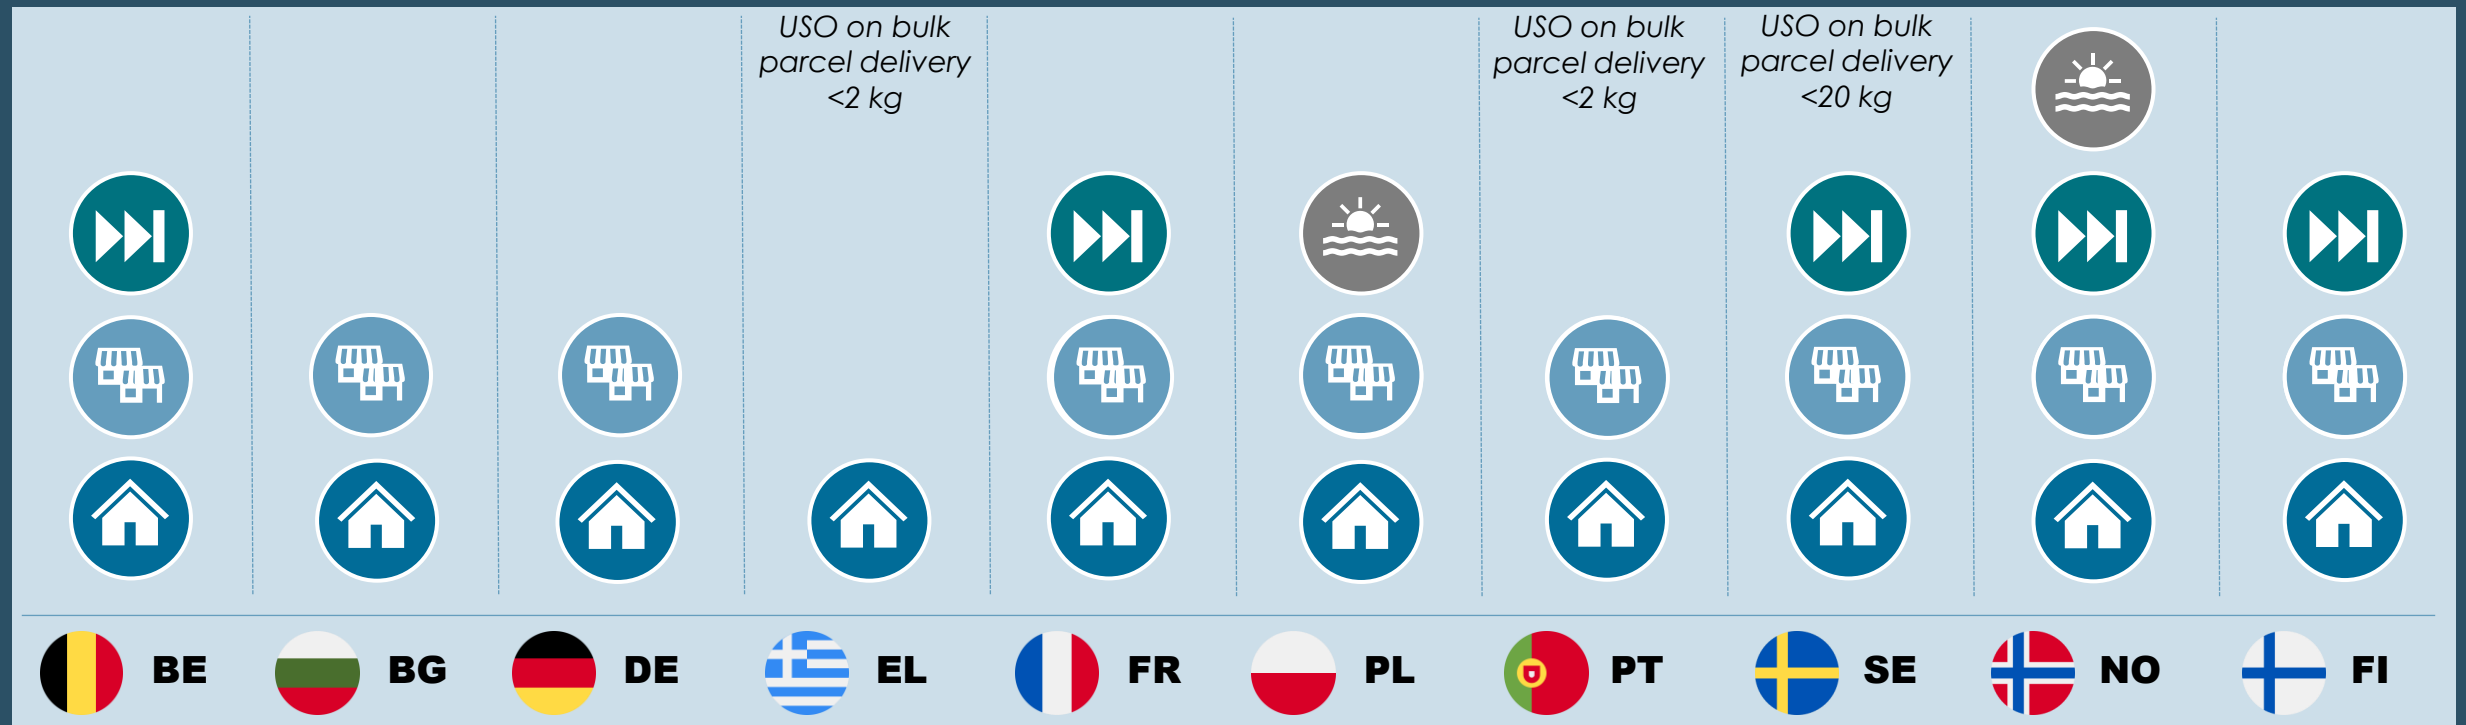 USO on bulk
parcel delivery
<2 kg
USO on bulk
parcel delivery
<2 kg
USO on bulk
parcel delivery
<20 kg
BE
BG
DE
EL
FR
PL
PT
SE
NO
FI